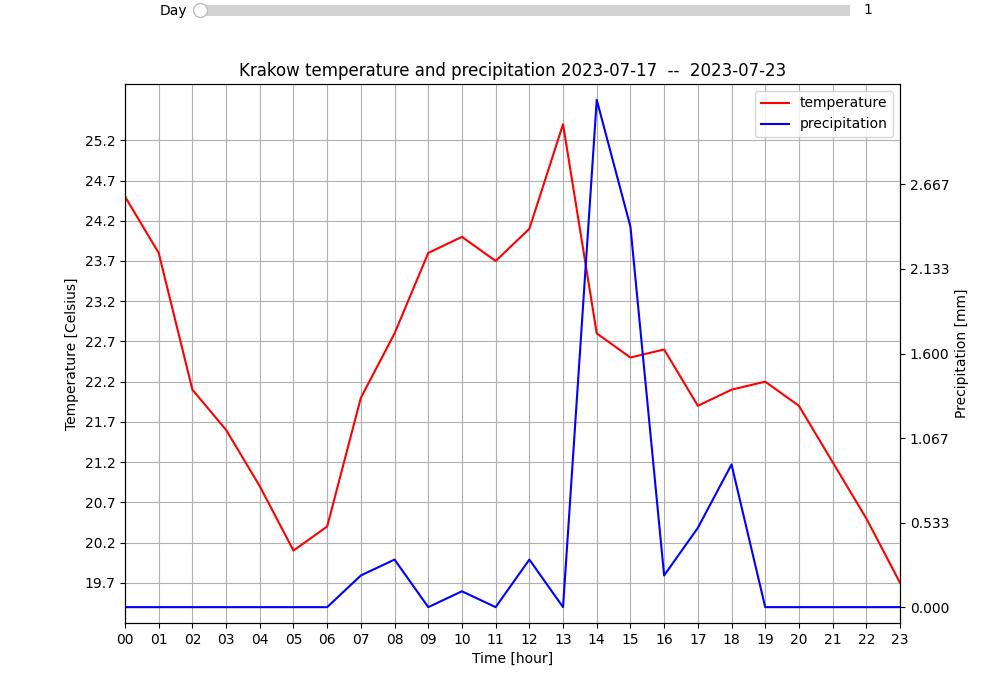 Day 1
Krakow temperature and precipitation 2023-07-17 -- 2023-07-23
temperature
precipitation
Temperature [Celsius]
25.2
24.7
24.2
23.7
23.2
22.7
22.2
21.7
21.2
20.7
20.2
19.7
2.667
2.133
1.600
1.067
0.533
0.000
Precipitation [mm]
00 01 02 03 04 05 06 07 08 09 10 11 12 13 14 15 16 17 18 19 20 21 22 23
Time [hour]